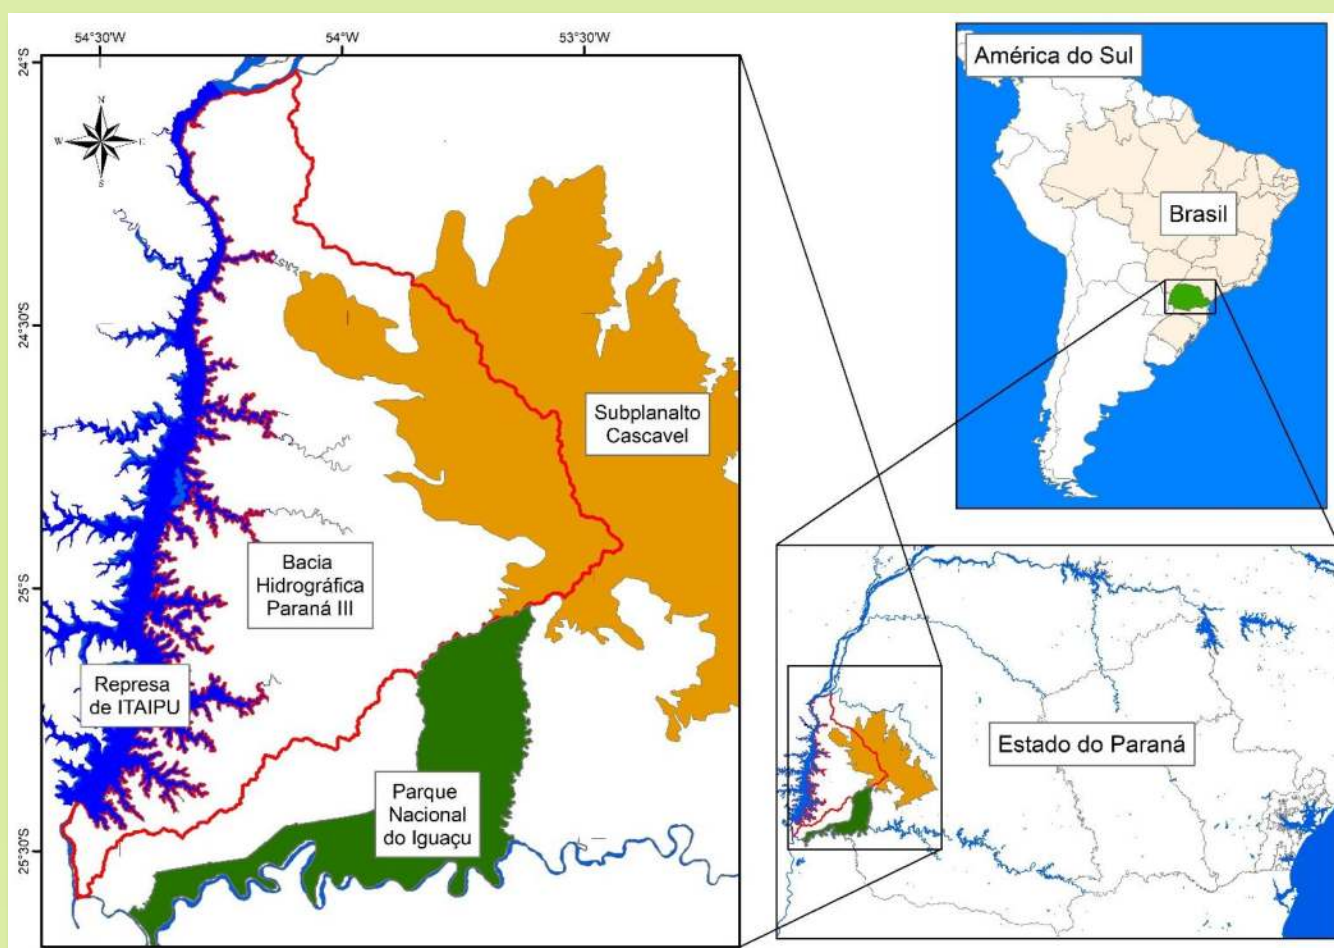 54°30'W
54°W
53°30'W
24°S
24°30'S
25°S
25°30'S
N
W
E
S
Subplanalto
Cascavel
Bacia
Hidrográfica
Paraná III
Represa
de ITAIPU
Parque
Nacional
do Iguaçu
América do Sul
Brasil
Estado do Paraná